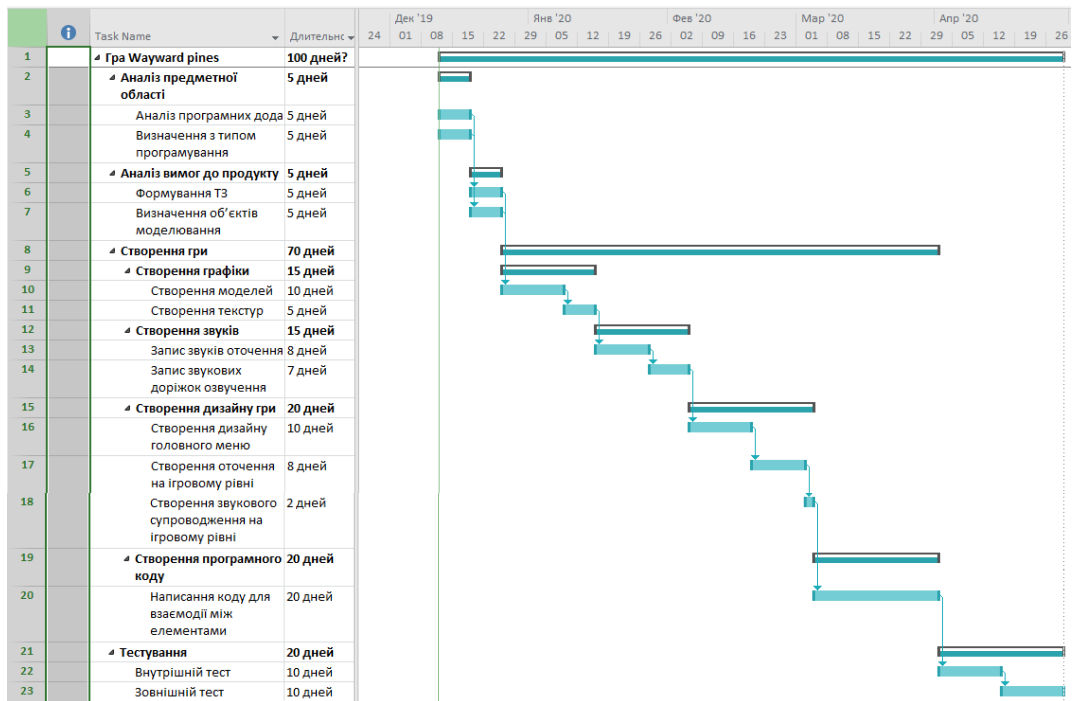 Дек '19 Янв '20 Фев '20 Мар '20 Апр '20
Task Name Длительнс 24 01 08 15 22 29 05 12 19 26 02 09 16 23 01 08 15 22 29 05 12 19 26
1 Гра Wayward pines 100 дней?
2 Аналіз предметної 5 дней
області
3 Аналіз програмних дода 5 дней
4 Визначення з типом 5 дней
програмування
5 Аналіз вимог до продукту 5 дней
6 Формування ТЗ 5 дней
7 Визначення об'єктів 5 дней
моделювання
8 Створення гри 70 дней
9 Створення графіки 15 дней
10 Створення моделей 10 дней
11 Створення текстур 5 дней
12 Створення звуків 15 дней
13 Запис звуків оточення 8 дней
14 Запис звукових 7 дней
доріжок озвучення
15 Створення дизайну гри 20 дней
16 Створення дизайну 10 дней
головного меню
17 Створення оточення 8 дней
на ігровому рівні
18 Створення звукового 2 дней
супроводження на
ігровому рівні
19 Створення програмного 20 дней
коду
20 Написання коду для 20 дней
взаємодії між
елементами
21 Тестування 20 дней
22 Внутрішній тест 10 дней
23 Зовнішній тест 10 дней